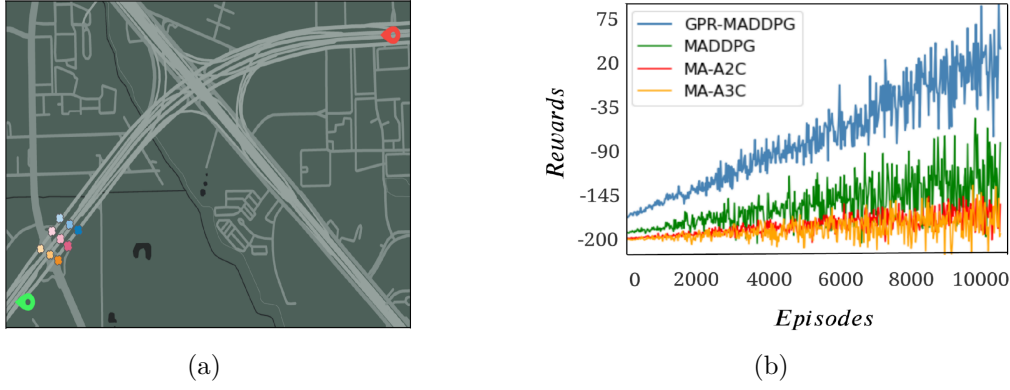 75
20
-35
-90
-145
-200
Rewards
GPR-MADDPG
MADDPG
MA-A2C
MA-A3C
0 2000 4000 6000 8000 10000
Episodes
(a) (b)